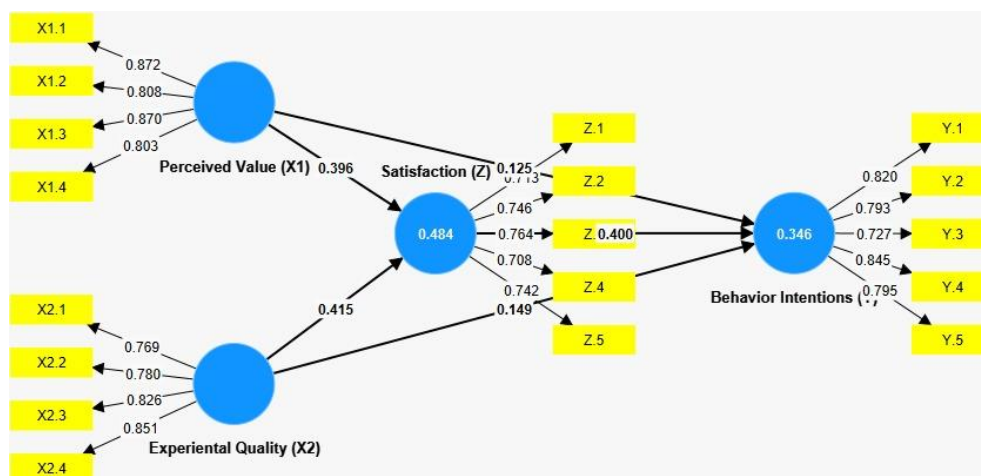 X1.1
X1.2
X1.3
X1.4
0.872
0.808
0.870
0.803
Perceived Value (X1)
0.396
Satisfaction (Z)
0.125
Z.1
Z.2
Z.4
Z.5
0.746
0.764
0.708
0.742
0.484
0.400
0.415
0.149
X2.1
X2.2
X2.3
X2.4
0.769
0.780
0.826
0.851
Experiental Quality (X2)
0.346
Behavior Intentions (
0.820
0.793
0.727
0.845
0.795
Y.1
Y.2
Y.3
Y.4
Y.5